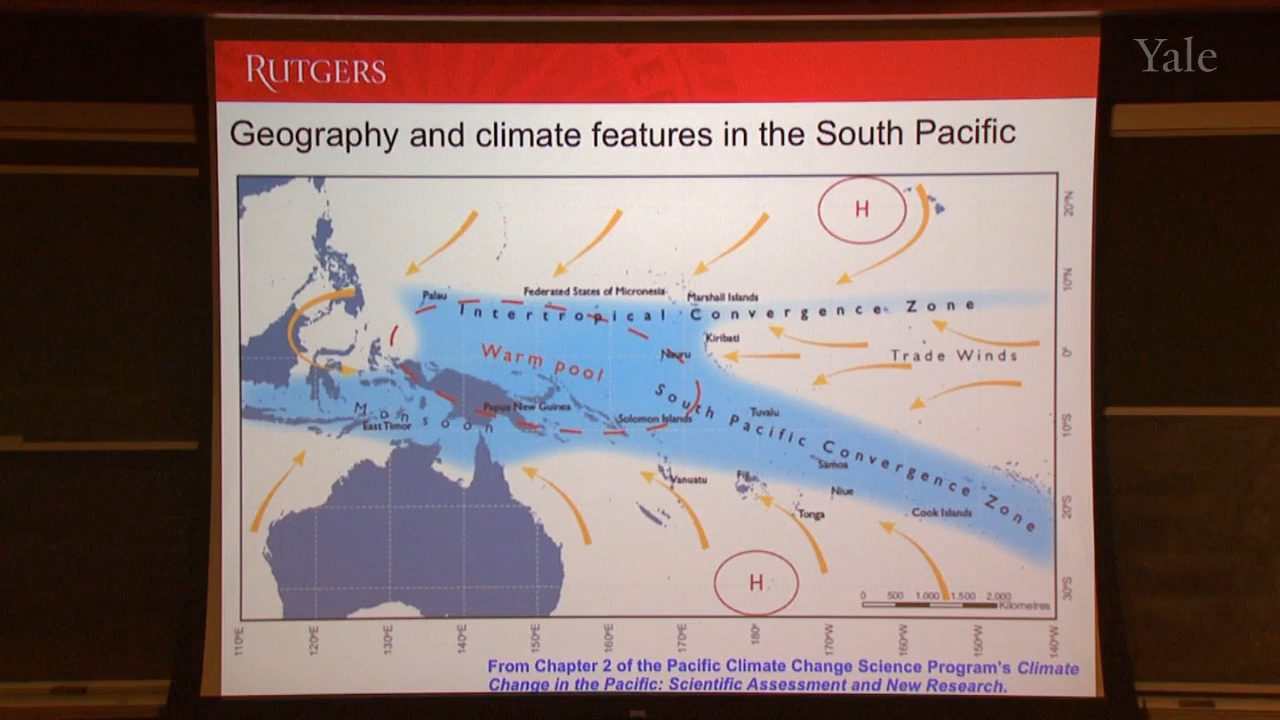 Yale
RUTGERS
Geography and climate features in the South Pacific
H
20°N
Palau
Federated States of Micronesia
Marshall Islands
10°N
Intertropical Convergence Zone
Kiribati
Warm pool
Nauru
Trade Winds
0°
South Pacific Convergence Zone
Papua New Guinea
Monsoon
East Timor
Solomon Islands
Tuvalu
10°S
Samoa
Vanuatu
Fiji
Niue
Tonga
Cook Islands
20°S
H
30°S
0 500 1,000 1,500 2,000
Kilometres
110°E 120°E 130°E 140°E 150°E 160°E 170°E 180° 170°W 160°W 150°W 140°W
From Chapter 2 of the Pacific Climate Change Science Program's Climate
Change in the Pacific: Scientific Assessment and New Research.